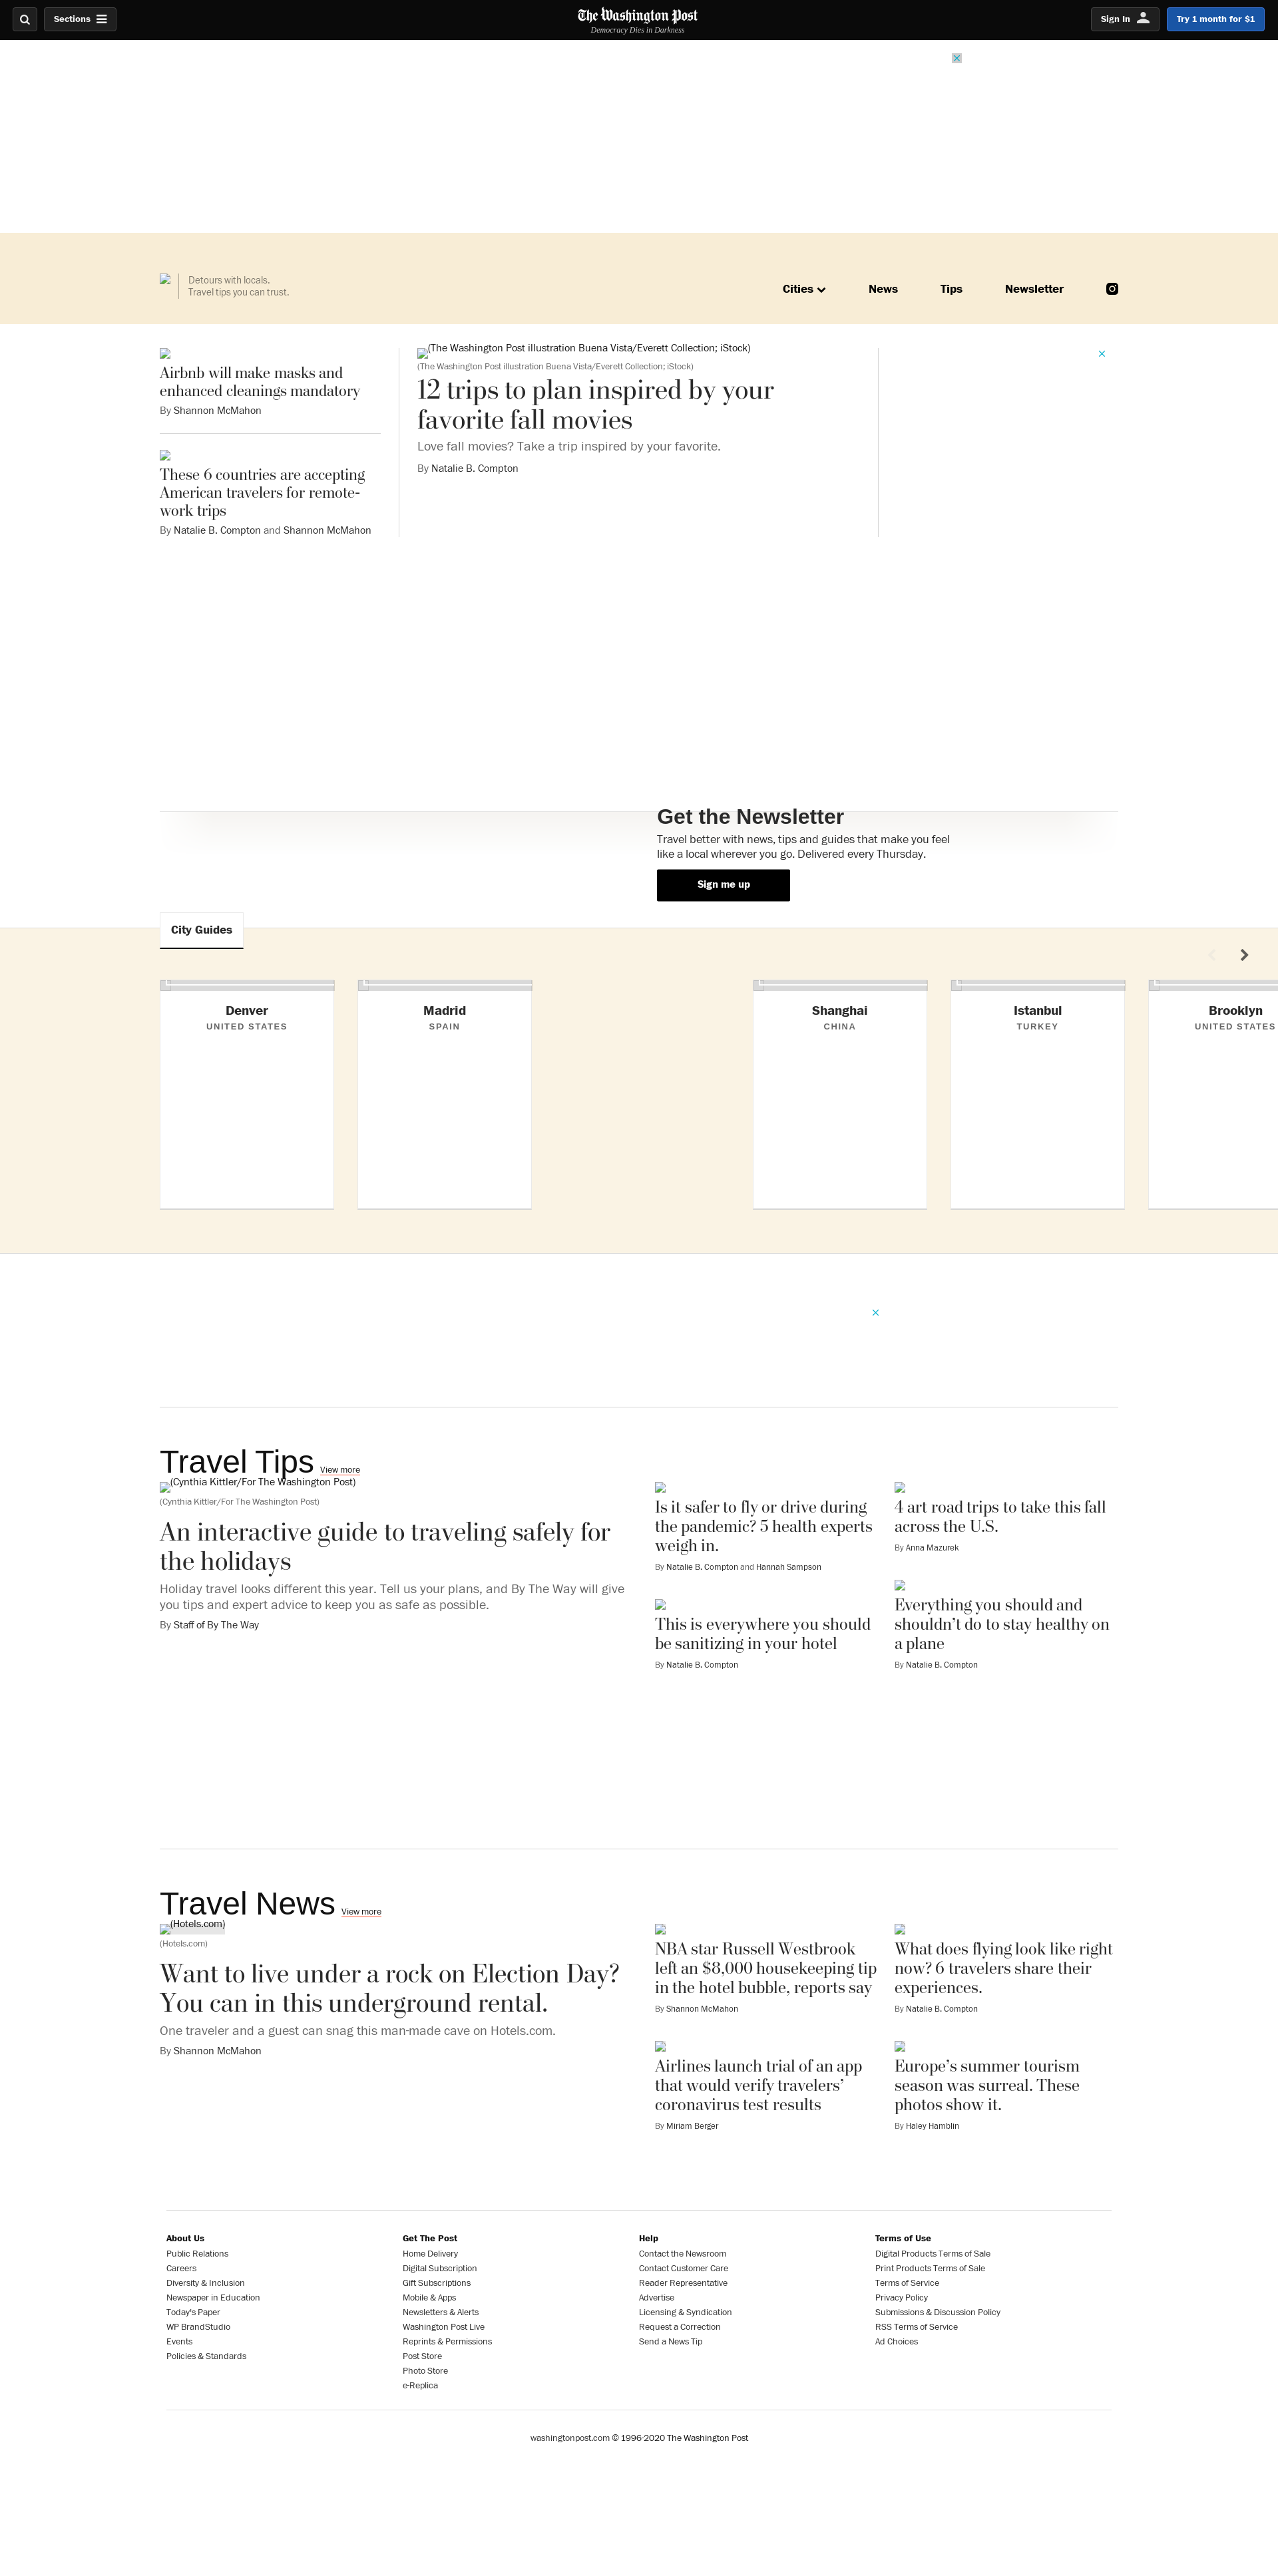 Sections
The Washington Post
Democracy Dies in Darkness
Sign In
Try 1 month for $1
Detours with locals.
Travel tips you can trust.
Cities
News
Tips
Newsletter
Airbnb will make masks and
enhanced cleanings mandatory
By Shannon McMahon
These 6 countries are accepting
American travelers for remote-
work trips
By Natalie B. Compton and Shannon McMahon
(The Washington Post illustration Buena Vista/Everett Collection; iStock)
(The Washington Post illustration Buena Vista/Everett Collection; iStock)
12 trips to plan inspired by your
favorite fall movies
Love fall movies? Take a trip inspired by your favorite.
By Natalie B. Compton
Get the Newsletter
Travel better with news, tips and guides that make you feel
like a local wherever you go. Delivered every Thursday.
Sign me up
City Guides
Denver
UNITED STATES
Madrid
SPAIN
Shanghai
CHINA
Istanbul
TURKEY
Brooklyn
UNITED STATES
Travel Tips View more
(Cynthia Kittler/For The Washington Post)
(Cynthia Kittler/For The Washington Post)
An interactive guide to traveling safely for
the holidays
Holiday travel looks different this year. Tell us your plans, and By The Way will give
you tips and expert advice to keep you as safe as possible.
By Staff of By The Way
Is it safer to fly or drive during
the pandemic? 5 health experts
weigh in.
By Natalie B. Compton and Hannah Sampson
This is everywhere you should
be sanitizing in your hotel
By Natalie B. Compton
4 art road trips to take this fall
across the U.S.
By Anna Mazurek
Everything you should and
shouldn’t do to stay healthy on
a plane
By Natalie B. Compton
Travel News View more
(Hotels.com)
(Hotels.com)
Want to live under a rock on Election Day?
You can in this underground rental.
One traveler and a guest can snag this man-made cave on Hotels.com.
By Shannon McMahon
NBA star Russell Westbrook
left an $8,000 housekeeping tip
in the hotel bubble, reports say
By Shannon McMahon
Airlines launch trial of an app
that would verify travelers’
coronavirus test results
By Miriam Berger
What does flying look like right
now? 6 travelers share their
experiences.
By Natalie B. Compton
Europe’s summer tourism
season was surreal. These
photos show it.
By Haley Hamblin
About Us
Public Relations
Careers
Diversity & Inclusion
Newspaper in Education
Today's Paper
WP BrandStudio
Events
Policies & Standards
Get The Post
Home Delivery
Digital Subscription
Gift Subscriptions
Mobile & Apps
Newsletters & Alerts
Washington Post Live
Reprints & Permissions
Post Store
Photo Store
e-Replica
Help
Contact the Newsroom
Contact Customer Care
Reader Representative
Advertise
Licensing & Syndication
Request a Correction
Send a News Tip
Terms of Use
Digital Products Terms of Sale
Print Products Terms of Sale
Terms of Service
Privacy Policy
Submissions & Discussion Policy
RSS Terms of Service
Ad Choices
washingtonpost.com © 1996-2020 The Washington Post